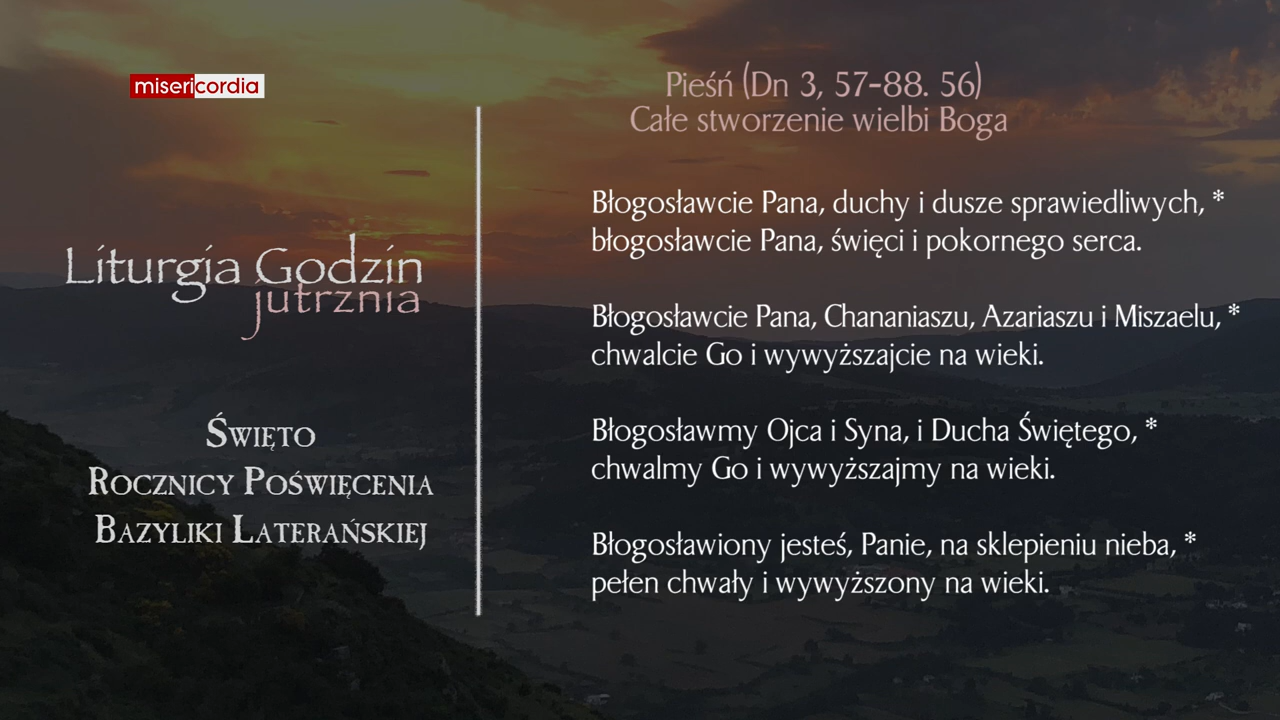 misericordia
Liturgia Godzin
jutrznia
Święto
Rocznicy Poświęcenia
Bazyliki Laterańskiej
Pieśń (Dn 3, 57-88. 56)
Całe stworzenie wielbi Boga
Błogosławcie Pana, duchy i dusze sprawiedliwych, *
błogosławcie Pana, święci i pokornego serca.
Błogosławcie Pana, Chananiaszu, Azariaszu i Miszaelu, *
chwalcie Go i wywyższajcie na wieki.
Błogosławmy Ojca i Syna, i Ducha Świętego, *
chwalmy Go i wywyższajmy na wieki.
Błogosławiony jesteś, Panie, na sklepieniu nieba, *
pełen chwały i wywyższony na wieki.